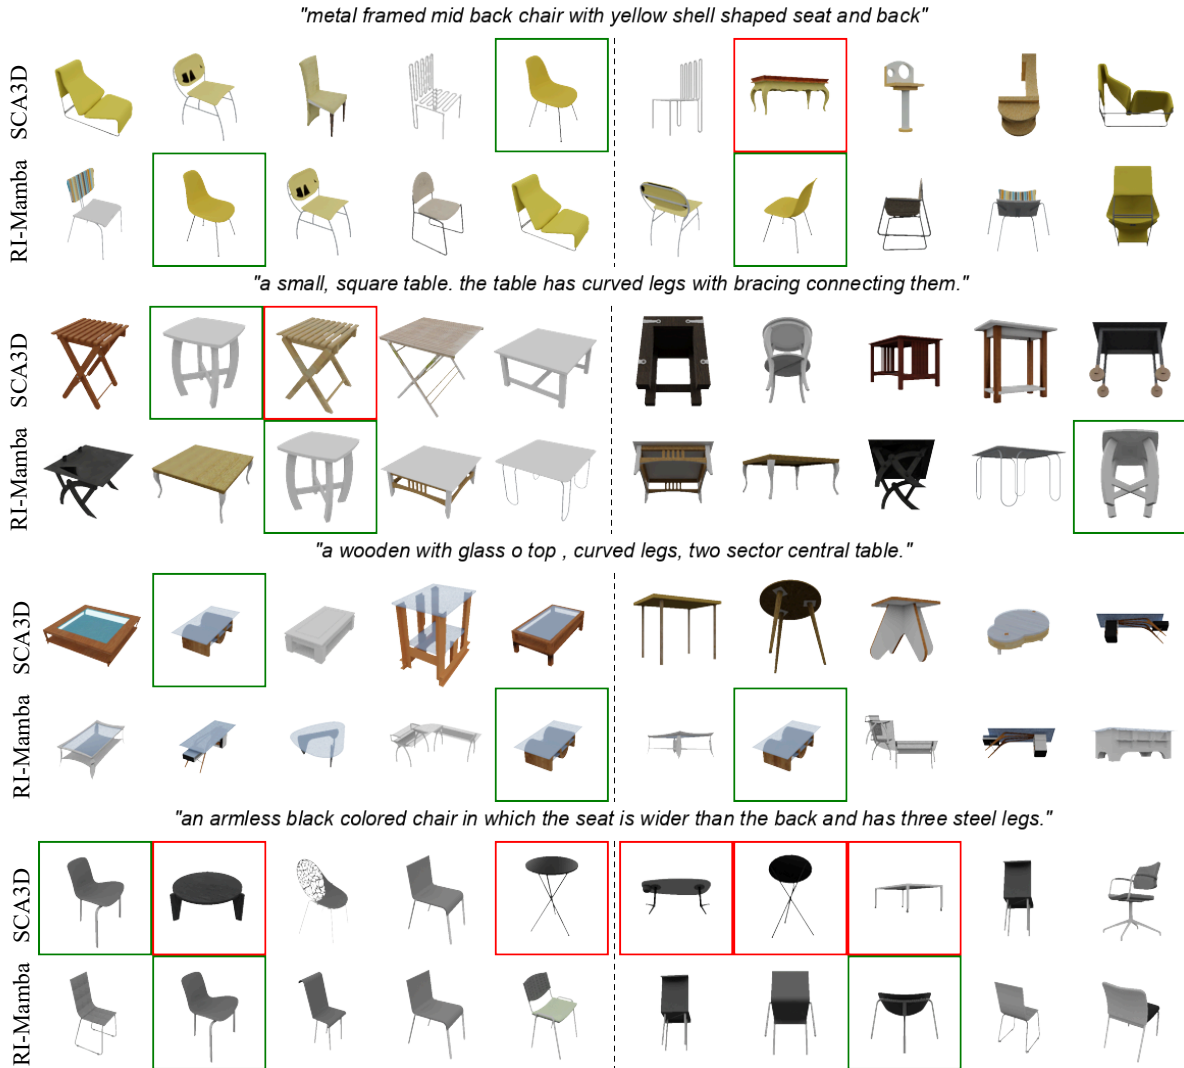 "metal framed mid back chair with yellow shell shaped seat and back"
SCA3D
RI-Mamba
"a small, square table. the table has curved legs with bracing connecting them."
SCA3D
RI-Mamba
"a wooden with glass o top , curved legs, two sector central table."
SCA3D
RI-Mamba
"an armless black colored chair in which the seat is wider than the back and has three steel legs."
SCA3D
RI-Mamba